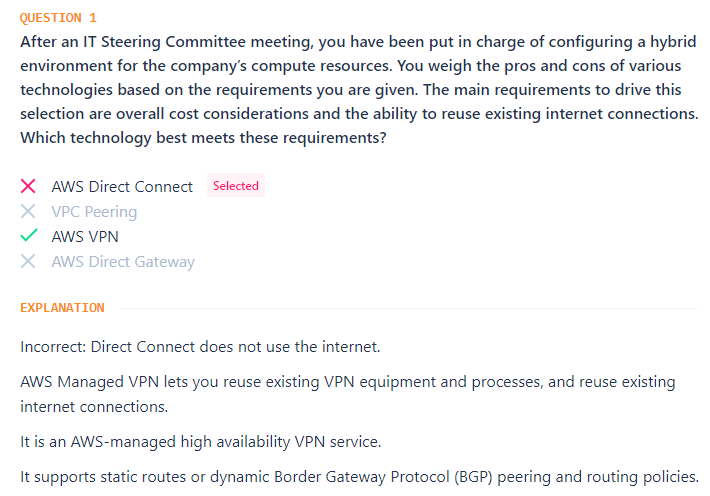 QUESTION 1
After an IT Steering Committee meeting, you have been put in charge of configuring a hybrid
environment for the company's compute resources. You weigh the pros and cons of various
technologies based on the requirements you are given. The main requirements to drive this
selection are overall cost considerations and the ability to reuse existing internet connections.
Which technology best meets these requirements?
AWS Direct Connect Selected
VPC Peering
AWS VPN
AWS Direct Gateway
EXPLANATION
Incorrect: Direct Connect does not use the internet.
AWS Managed VPN lets you reuse existing VPN equipment and processes, and reuse existing
internet connections.
It is an AWS-managed high availability VPN service.
It supports static routes or dynamic Border Gateway Protocol (BGP) peering and routing policies.